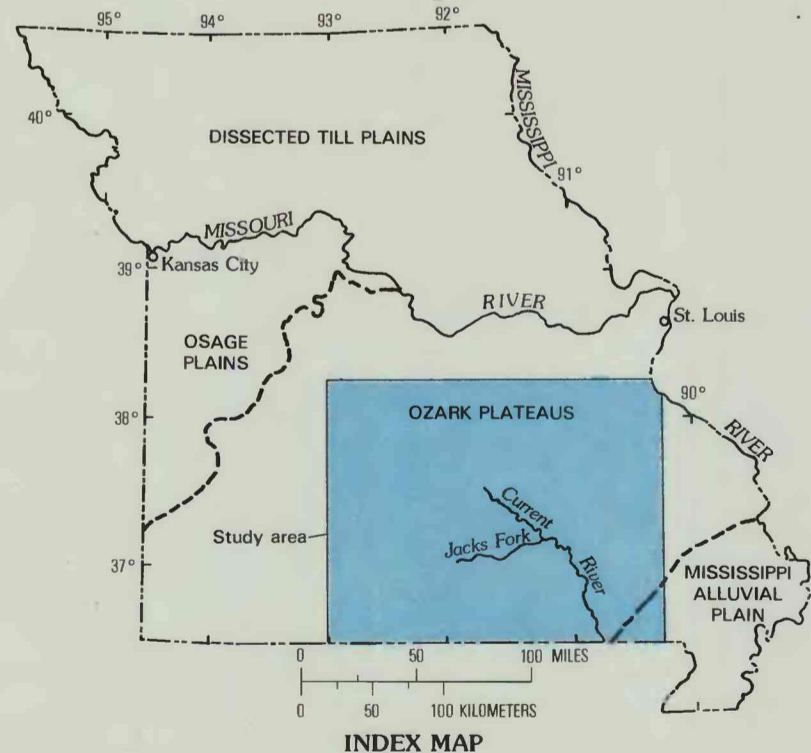 95°
94°
93°
92°
MISSISSIPPI
40°
DISSECTED TILL PLAINS
91°
MISSOURI
39°
Kansas City
RIVER
St. Louis
OSAGE
PLAINS
90°
38°
OZARK PLATEAUS
RIVER
Current
Study area
Jacks Fork
River
37°
MISSISSIPPI
ALLUVIAL
PLAIN
0 50 100 MILES
0 50 100 KILOMETERS
INDEX MAP